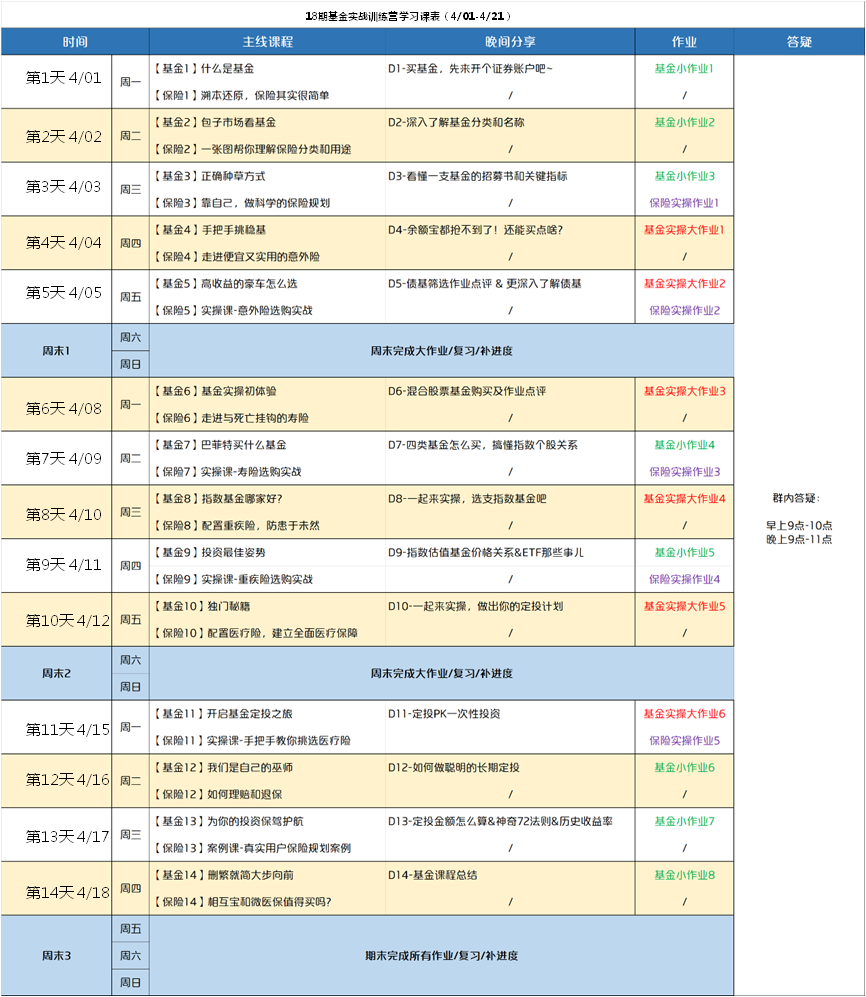 18期基金实战训练营学习课表（4/01-4/21）
时间 主线课程 晚间分享 作业 答疑
第1天 4/01 周一 【基金1】什么是基金 D1-买基金，先来开个证券账户吧~ 基金小作业1
【保险1】溯本还原，保险其实很简单 / /
第2天 4/02 周二 【基金2】包子市场看基金 D2-深入了解基金分类和名称 基金小作业2
【保险2】一张图帮你理解保险分类和用途 / /
第3天 4/03 周三 【基金3】正确种草方式 D3-看懂一支基金的招募书和关键指标 基金小作业3
【保险3】靠自己，做科学的保险规划 / 保险实操作业1
第4天 4/04 周四 【基金4】手把手挑稳基 D4-余额宝都抢不到了！还能买点啥？ 基金实操大作业1
【保险4】走进便宜又实用的意外险 / /
第5天 4/05 周五 【基金5】高收益的豪车怎么选 D5-债基筛选作业点评 & 更深入了解债基 基金实操大作业2
【保险5】实操课-意外险选购实战 / 保险实操作业2
周末1 周六 周日 周末完成大作业/复习/补进度
第6天 4/08 周一 【基金6】基金实操初体验 D6-混合股票基金购买及作业点评 基金实操大作业3
【保险6】走进与死亡挂钩的寿险 / /
第7天 4/09 周二 【基金7】巴菲特买什么基金 D7-四类基金怎么买，搞懂指数个股关系 基金小作业4
【保险7】实操课-寿险选购实战 / 保险实操作业3
第8天 4/10 周三 【基金8】指数基金哪家好？ D8-一起来实操，选支指数基金吧 基金实操大作业4
【保险8】配置重疾险，防患于未然 / /
群内答疑：
早上9点-10点
晚上9点-11点
第9天 4/11 周四 【基金9】投资最佳姿势 D9-指数估值基金价格关系&ETF那些事儿 基金小作业5
【保险9】实操课-重疾险选购实战 / 保险实操作业4
第10天 4/12 周五 【基金10】独门秘籍 D10-一起来实操，做出你的定投计划 基金实操大作业5
【保险10】配置医疗险，建立全面医疗保障 / /
周末2 周六 周日 周末完成大作业/复习/补进度
第11天 4/15 周一 【基金11】开启基金定投之旅 D11-定投PK一次性投资 基金实操大作业6
【保险11】实操课-手把手教你挑选医疗险 / 保险实操作业5
第12天 4/16 周二 【基金12】我们是自己的巫师 D12-如何做聪明的长期定投 基金小作业6
【保险12】如何理赔和退保 / /
第13天 4/17 周三 【基金13】为你的投资保驾护航 D13-定投金额怎么算&神奇72法则&历史收益率 基金小作业7
【保险13】案例课-真实用户保险规划案例 / /
第14天 4/18 周四 【基金14】删繁就简大步向前 D14-基金课程总结 基金小作业8
【保险14】相互宝和微医保值得买吗？ / /
周末3 周五 周六 周日 期末完成所有作业/复习/补进度